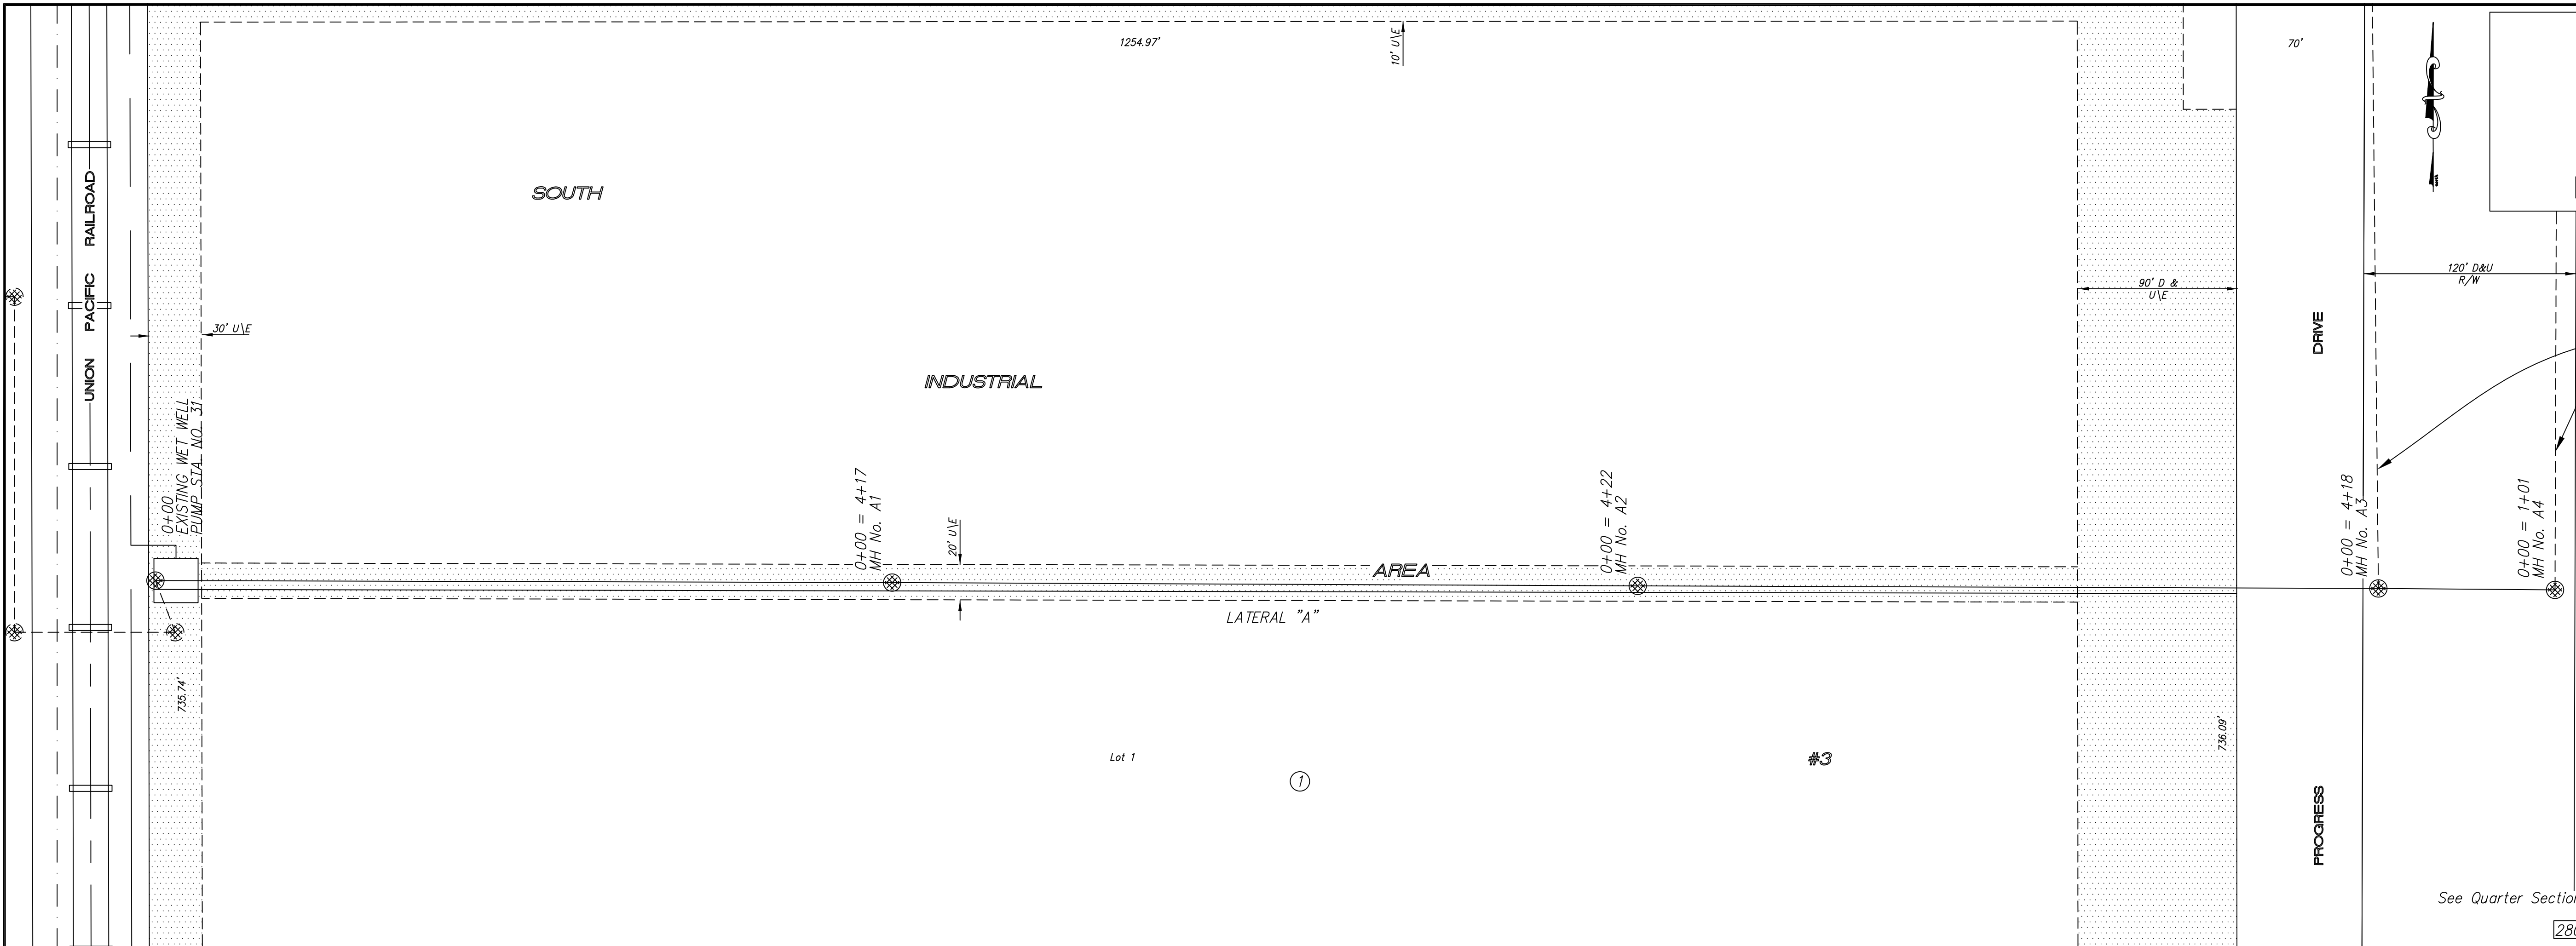 1254.97'
10' U\E
70'
SOUTH
UNION PACIFIC RAILROAD
120' D&U
R/W
90' D &
U\E
30' U\E
DRIVE
INDUSTRIAL
0+00
EXISTING WET WELL
PUMP STA. NO. 31
0+00 = 4+17
MH No. A1
20' U\E
0+00 = 4+22
MH No. A2
0+00 = 4+18
MH No. A3
0+00 = 1+01
MH No. A4
AREA
LATERAL "A"
735.74'
736.09'
Lot 1
1
#3
PROGRESS
See Quarter Section